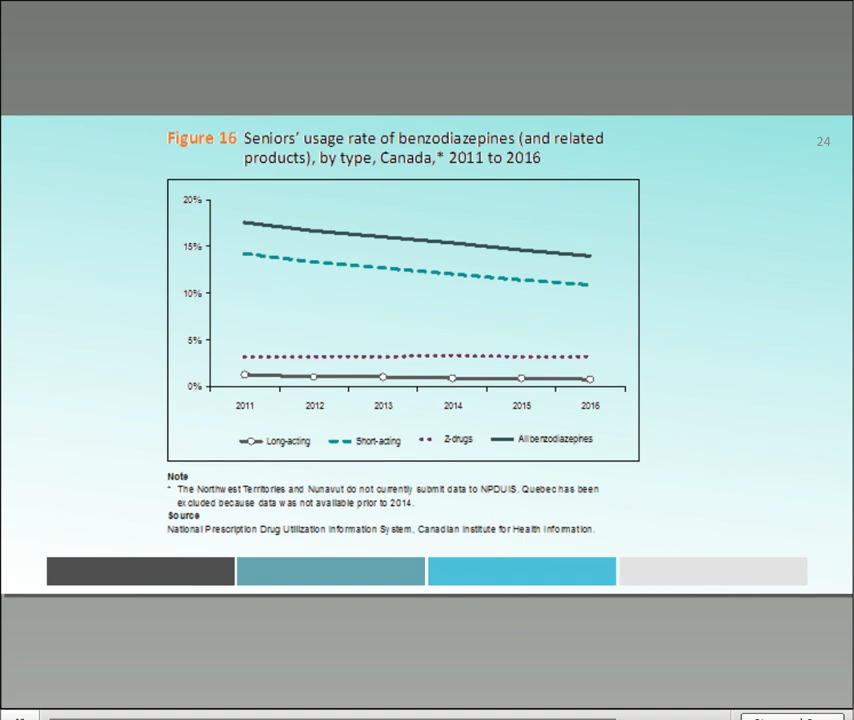 Figure 16 Seniors' usage rate of benzodiazepines (and related
products), by type, Canada,* 2011 to 2016
24
20%
15%
10%
5%
0%
2011 2012 2013 2014 2015 2016
Long-acting Short-acting Z-drugs All benzodiazepines
Note
* The Northwest Territories and Nunavut do not currently submit data to NPDUIS. Quebec has been
excluded because data was not available prior to 2014.
Source
National Prescription Drug Utilization Information System, Canadian Institute for Health Information.